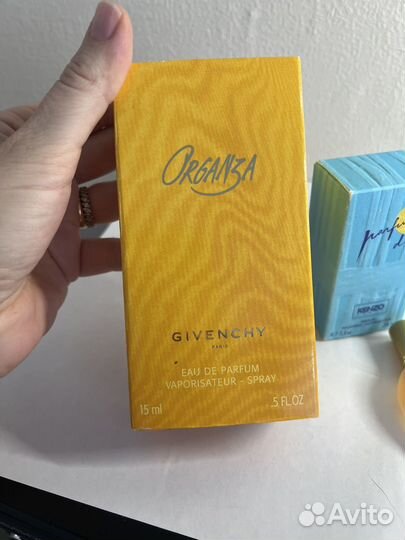 ORGANZA
GIVENCHY
PARIS
EAU DE PARFUM
VAPORISATEUR - SPRAY
15 ml .5 FL.OZ
KENZO
Avito